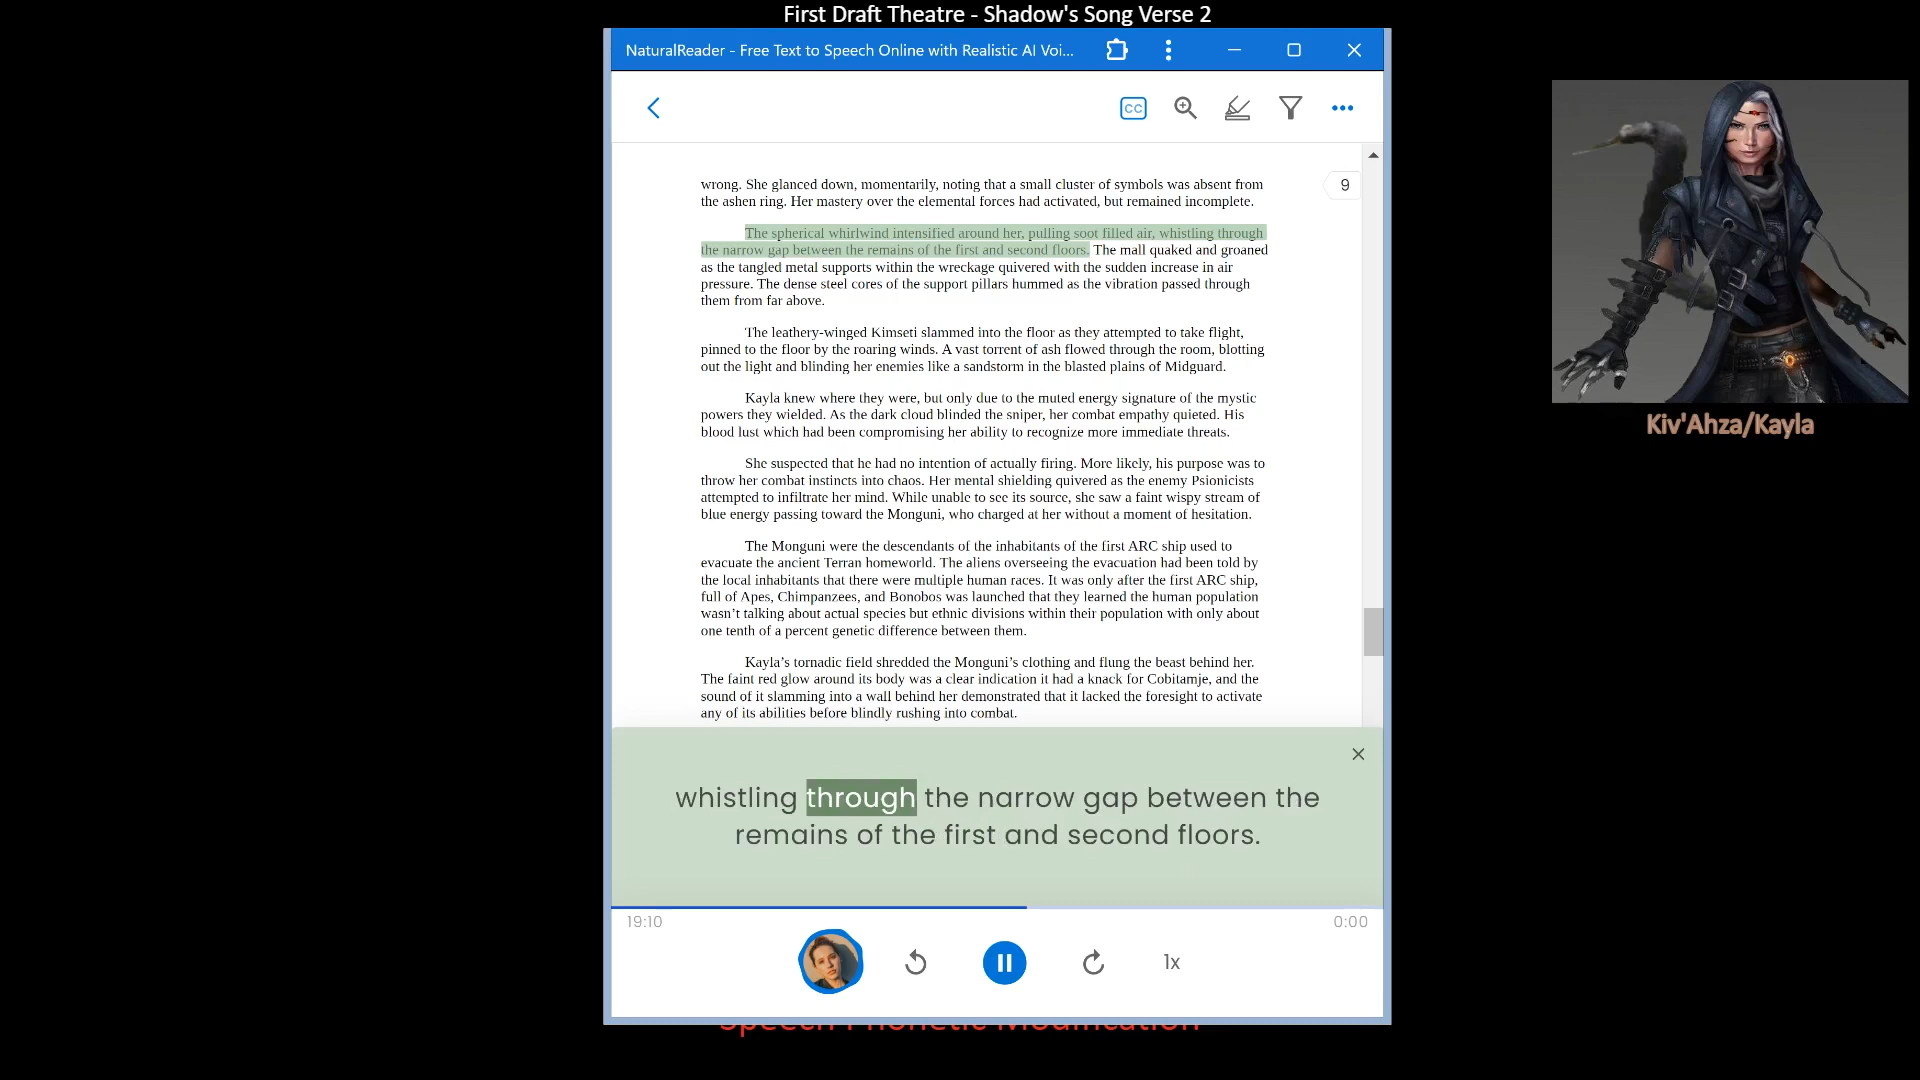 First Draft Theatre - Shadow's Song Verse 2
NaturalReader - Free Text to Speech Online with Realistic AI Voi...
CC
9
wrong. She glanced down, momentarily, noting that a small cluster of symbols was absent from
the ashen ring. Her mastery over the elemental forces had activated, but remained incomplete.
The spherical whirlwind intensified around her, pulling soot filled air, whistling through
the narrow gap between the remains of the first and second floors. The mall quaked and groaned
as the tangled metal supports within the wreckage quivered with the sudden increase in air
pressure. The dense steel cores of the support pillars hummed as the vibration passed through
them from far above.
The leathery-winged Kimseti slammed into the floor as they attempted to take flight,
pinned to the floor by the roaring winds. A vast torrent of ash flowed through the room, blotting
out the light and blinding her enemies like a sandstorm in the blasted plains of Midguard.
Kayla knew where they were, but only due to the muted energy signature of the mystic
powers they wielded. As the dark cloud blinded the sniper, her combat empathy quieted. His
blood lust which had been compromising her ability to recognize more immediate threats.
She suspected that he had no intention of actually firing. More likely, his purpose was to
throw her combat instincts into chaos. Her mental shielding quivered as the enemy Psionicists
attempted to infiltrate her mind. While unable to see its source, she saw a faint wispy stream of
blue energy passing toward the Monguni, who charged at her without a moment of hesitation.
The Monguni were the descendants of the inhabitants of the first ARC ship used to
evacuate the ancient Terran homeworld. The aliens overseeing the evacuation had been told by
the local inhabitants that there were multiple human races. It was only after the first ARC ship,
full of Apes, Chimpanzees, and Bonobos was launched that they learned the human population
wasn't talking about actual species but ethnic divisions within their population with only about
one tenth of a percent genetic difference between them.
Kayla's tornadic field shredded the Monguni's clothing and flung the beast behind her.
The faint red glow around its body was a clear indication it had a knack for Cobitamje, and the
sound of it slamming into a wall behind her demonstrated that it lacked the foresight to activate
any of its abilities before blindly rushing into combat.
whistling through the narrow gap between the
remains of the first and second floors.
19:10
0:00
1x
Speech Phonetic Modification
Kiv'Ahza/Kayla